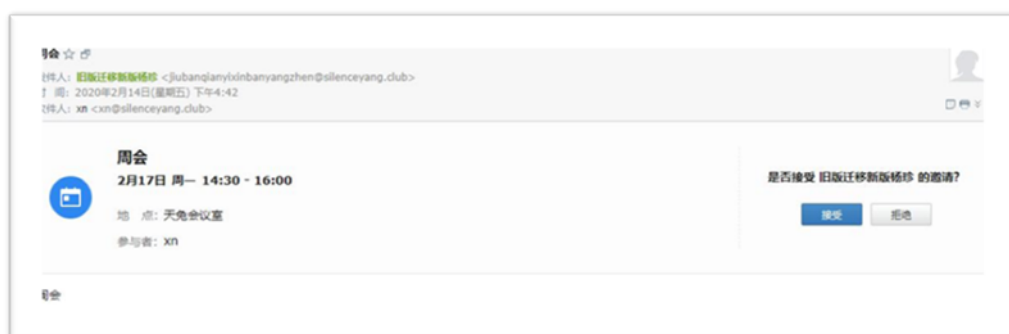 周会
件人：旧版迁移新版杨珍 <jiubanqianyixinbanyangzhen@silenceyang.club>
间：2020年2月14日(星期五) 下午4:42
件人：xn <xn@silenceyang.club>
周会
2月17日 周一 14:30 - 16:00
地 点：天兔会议室
参与者：xn
是否接受 旧版迁移新版杨珍 的邀请?
接受 拒绝
周会